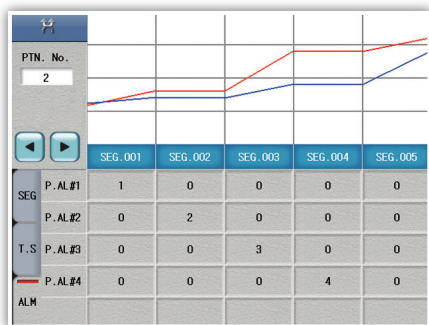 PTN. No.
2
SEG.001 SEG.002 SEG.003 SEG.004 SEG.005
SEG P.AL#1 1 0 0 0 0
P.AL#2 0 2 0 0 0
T.S P.AL#3 0 0 3 0 0
P.AL#4 0 0 0 4 0
ALM